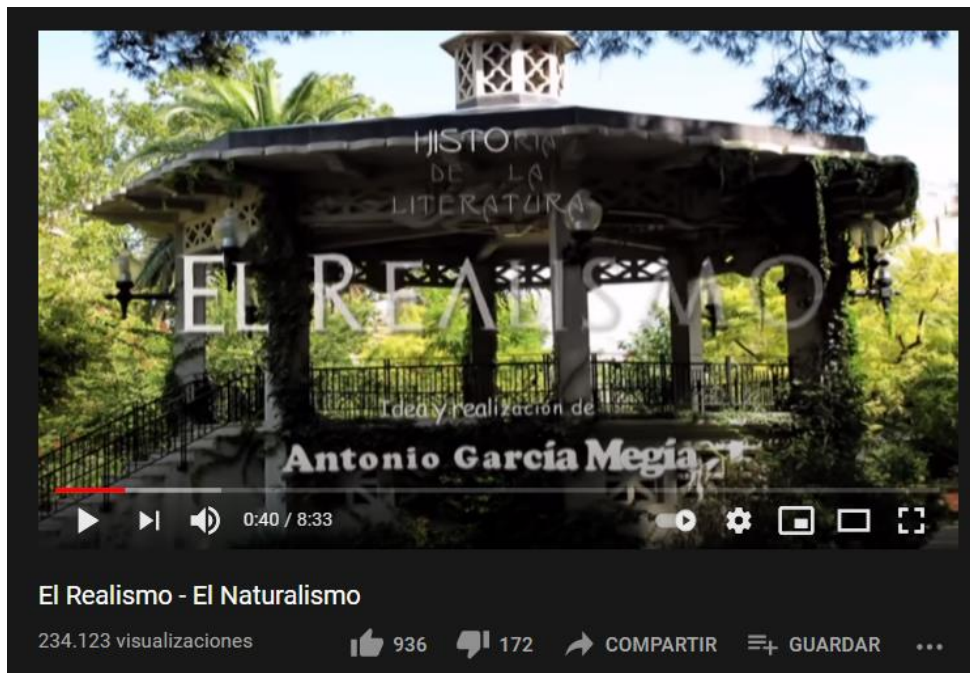 HISTORIA
DE LA
LITERATURA
EL REALISMO
Idea y realización de
Antonio García Megía
0:40 / 8:33
El Realismo - El Naturalismo
234.123 visualizaciones
936
172
COMPARTIR
GUARDAR